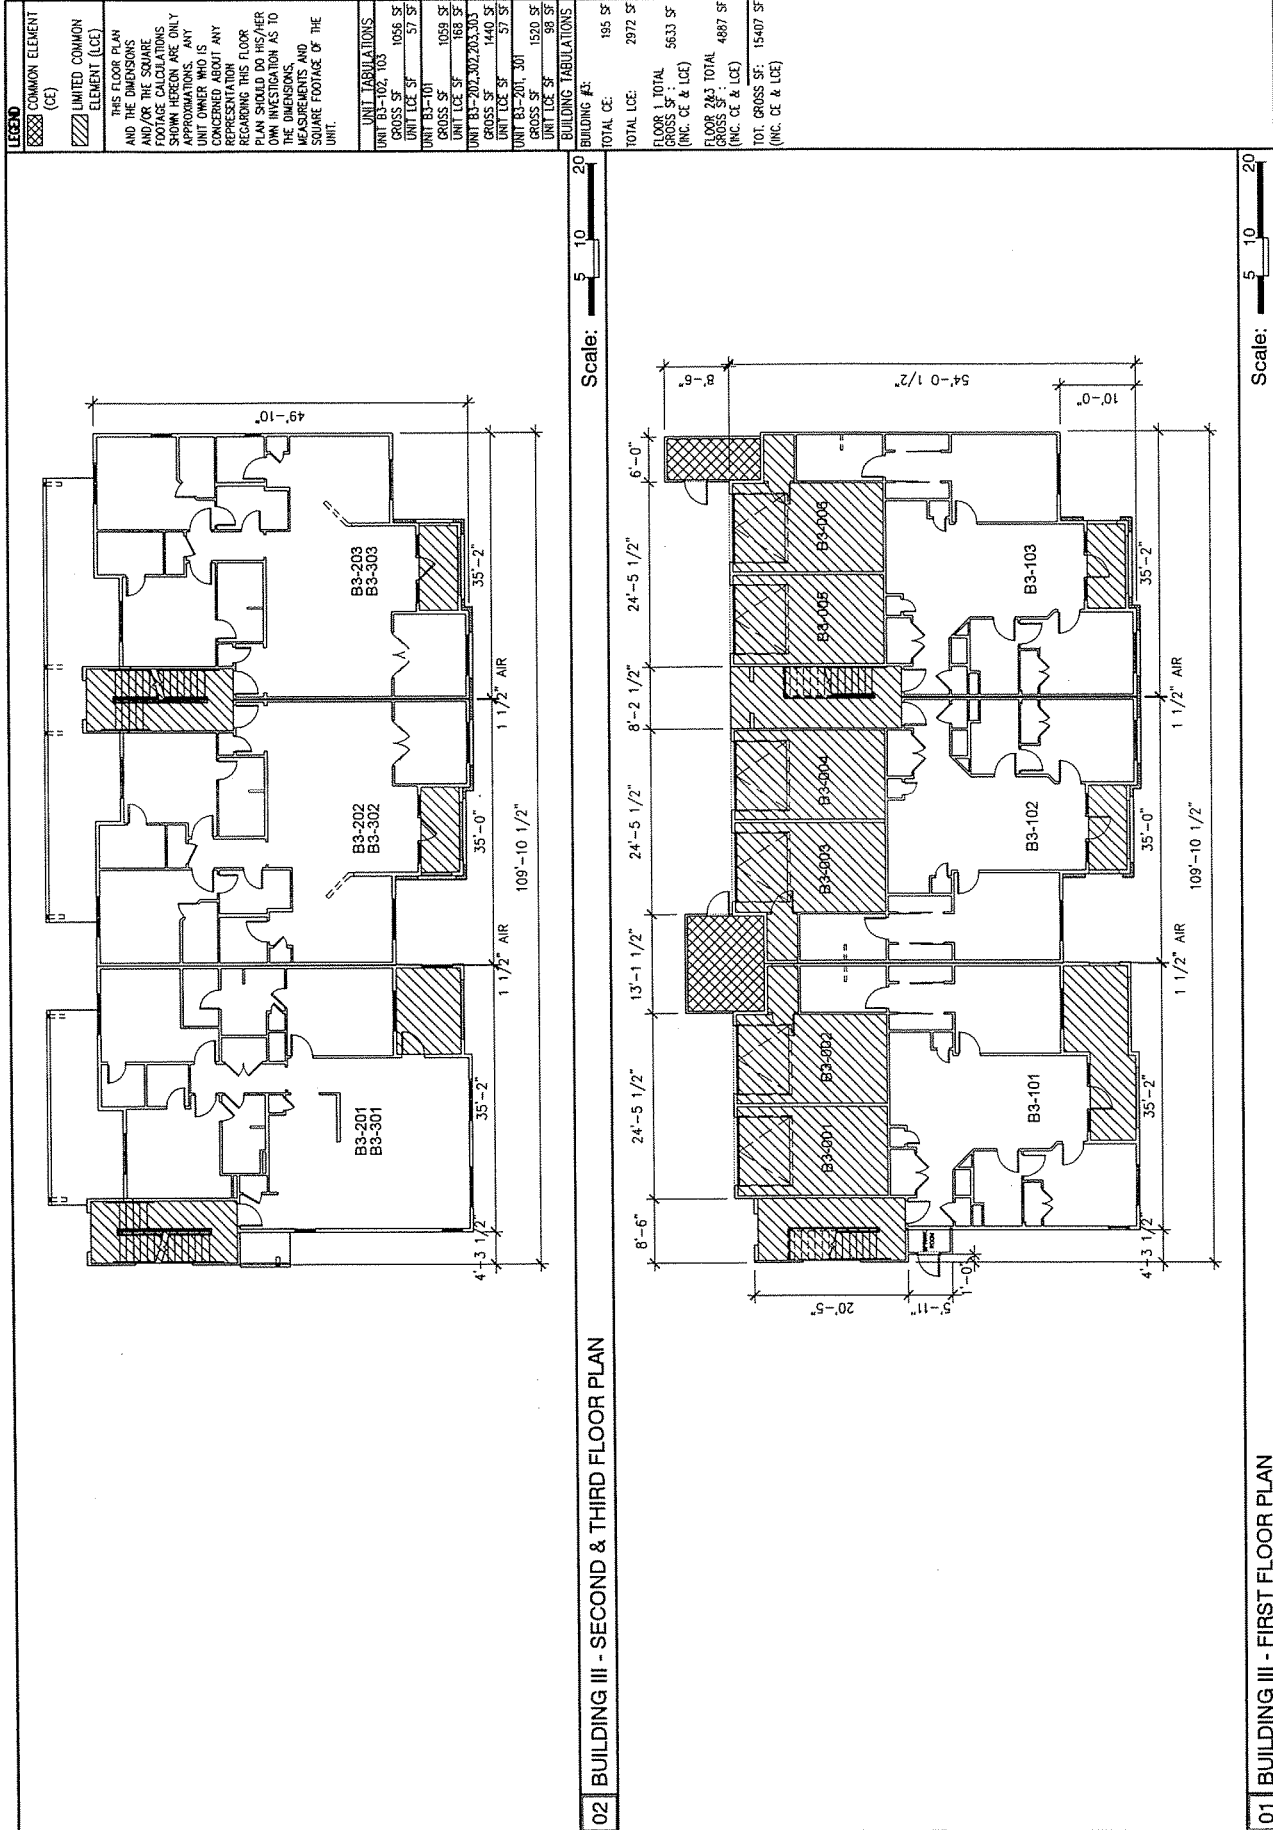 LEGEND
COMMON ELEMENT
(CE)
LIMITED COMMON
ELEMENT (LCE)
THIS FLOOR PLAN
AND THE DIMENSIONS
AND/OR THE SQUARE
FOOTAGE CALCULATIONS
SHOWN HEREON ARE ONLY
APPROXIMATIONS. ANY
UNIT OWNER WHO IS
CONCERNED ABOUT ANY
REPRESENTATION
REGARDING THIS FLOOR
PLAN SHOULD DO HIS/HER
OWN INVESTIGATION AS TO
THE DIMENSIONS,
MEASUREMENTS AND
SQUARE FOOTAGE OF THE
UNIT.
UNIT TABULATIONS
UNIT B3-102, 103
GROSS SF 1056 SF
UNIT LCE SF 57 SF
UNIT B3-101
GROSS SF 1059 SF
UNIT LCE SF 168 SF
UNIT B3-202,302,203,303
GROSS SF 1440 SF
UNIT LCE SF 57 SF
UNIT B3-201, 301
GROSS SF 1520 SF
UNIT LCE SF 98 SF
BUILDING TABULATIONS
BUILDING #3:
TOTAL CE: 195 SF
TOTAL LCE: 2972 SF
FLOOR 1 TOTAL
GROSS SF : 5633 SF
(INC. CE & LCE)
FLOOR 2&3 TOTAL
GROSS SF : 4887 SF
(INC. CE & LCE)
TOT. GROSS SF: 15407 SF
(INC. CE & LCE)
49'-10"
B3-201
B3-301
B3-202
B3-302
B3-203
B3-303
4'-3 1/2
35'-2"
1 1/2" AIR
35'-0"
1 1/2" AIR
35'-2"
109'-10 1/2"
02 BUILDING III - SECOND & THIRD FLOOR PLAN
Scale: 5 10 20
8'-6"
24'-5 1/2"
13'-1 1/2"
24'-5 1/2"
8'-2 1/2"
24'-5 1/2"
6'-0"
8'-6"
54'-0 1/2"
10'-0"
20'-5"
5'-11"
1'-0"
B3-001
B3-002
B3-003
B3-004
B3-005
B3-006
B3-101
B3-102
B3-103
4'-3 1/2
35'-2"
1 1/2" AIR
35'-0"
1 1/2" AIR
35'-2"
109'-10 1/2"
01 BUILDING III - FIRST FLOOR PLAN
Scale: 5 10 20